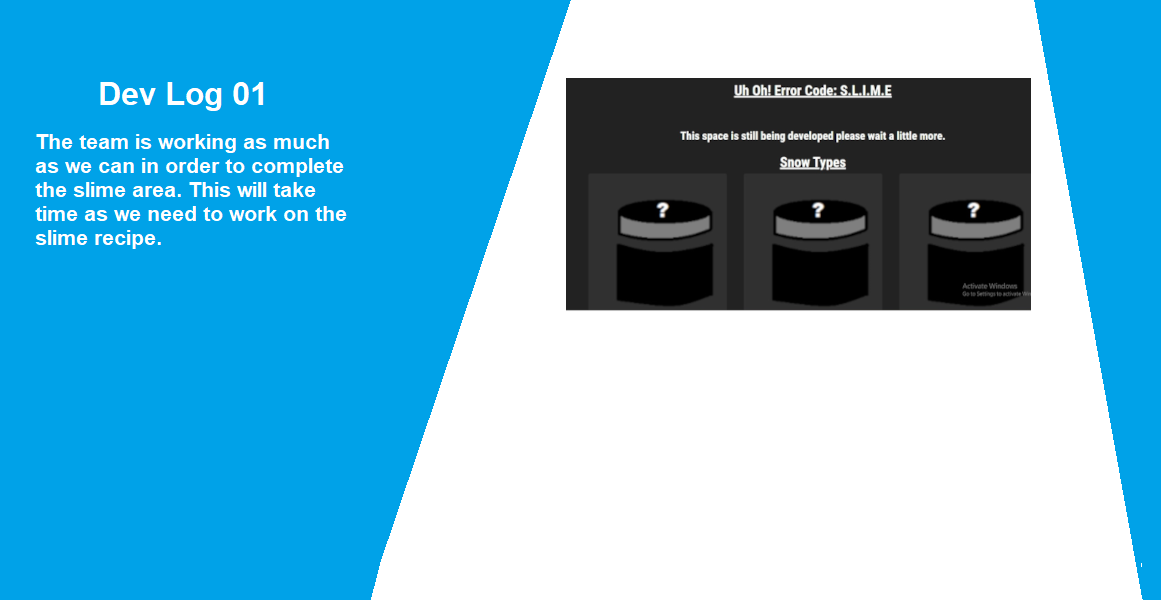 Dev Log 01
The team is working as much
as we can in order to complete
the slime area. This will take
time as we need to work on the
slime recipe.
Uh Oh! Error Code: S.L.I.M.E
This space is still being developed please wait a little more.
Snow Types
? ? ?
Activate Windows
Go to Settings to activate